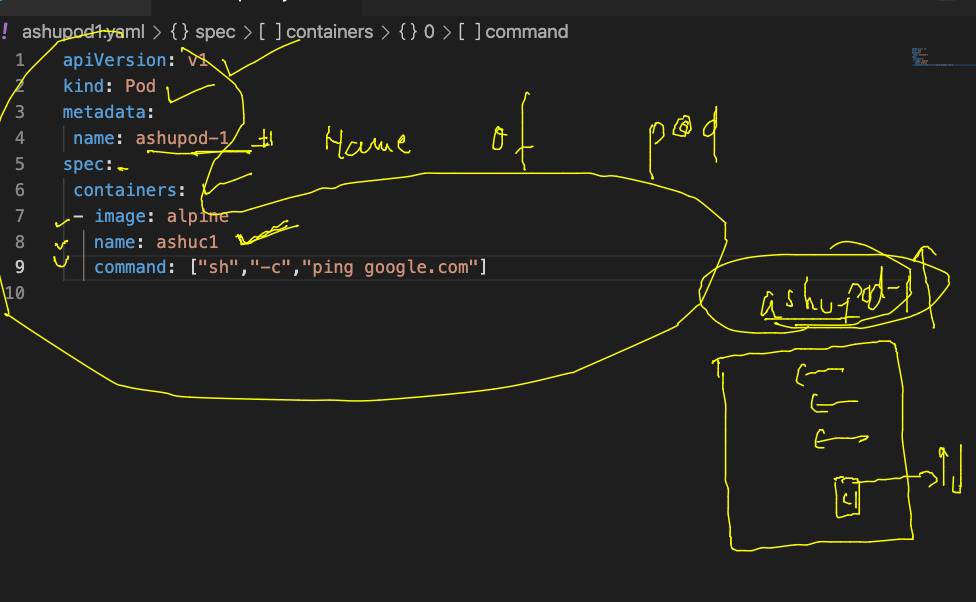 ! ashupod1.yaml > {} spec > [ ] containers > {} 0 > [ ] command
1 apiVersion: v1
2 kind: Pod
3 metadata:
4 name: ashupod-1 # Name of pod
5 spec:
6 containers:
7 - image: alpine
8 name: ashuc1
9 command: ["sh","-c","ping google.com"]
10
ashupod-1
c1